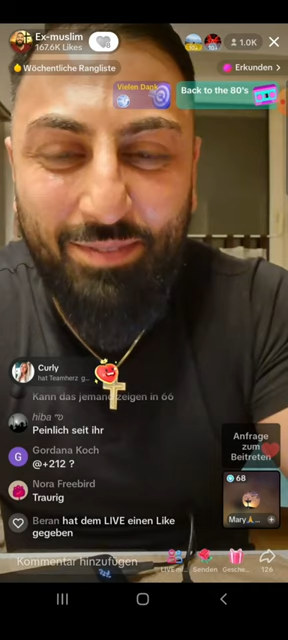 Ex-muslim
167.6K Likes
1.0K
Wöchentliche Rangliste
Erkunden >
Vielen Dank
Back to the 80's
Curly
hat Teamherz g...
Kann das jemand zeigen in 66
hiba
Peinlich seit ihr
Gordana Koch
@+212 ?
Nora Freebird
Traurig
Beran hat dem LIVE einen Like
gegeben
Anfrage
zum
Beitreten
68
Mary
Kommentar hinzufügen
Senden
Gesche...
126